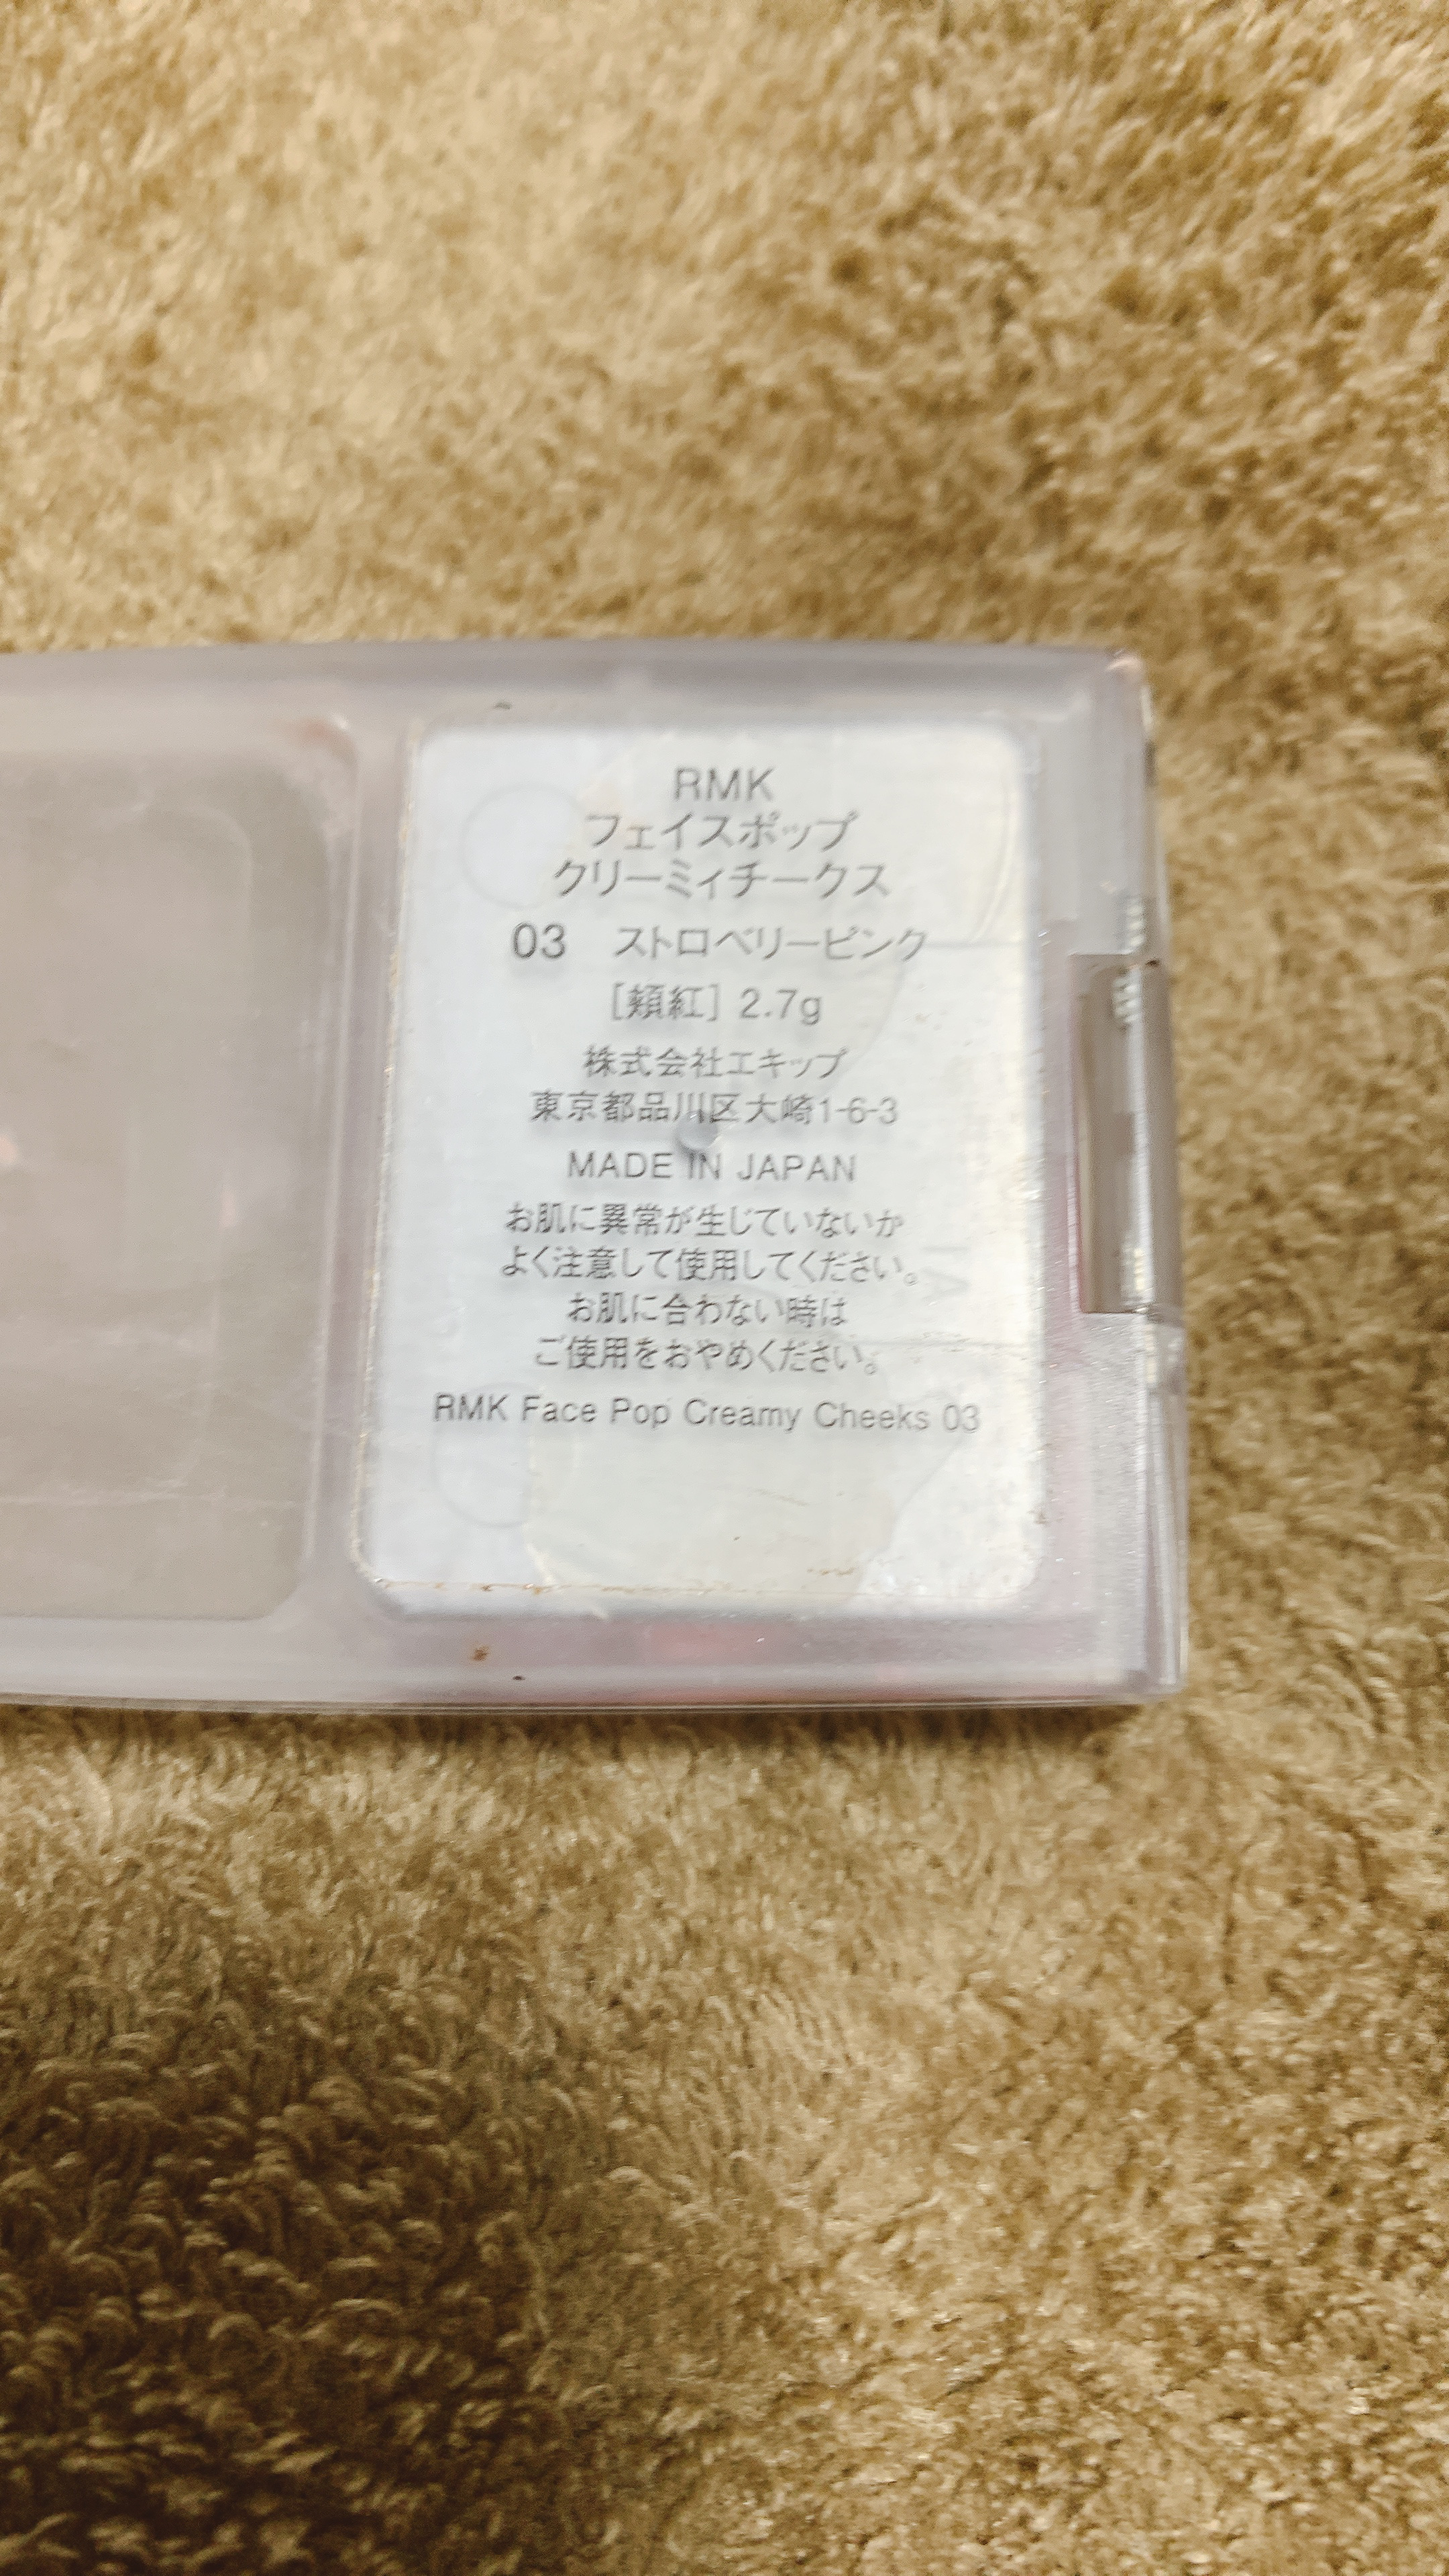 RMK
フェイスポップ
クリーミィチークス
03 ストロベリーピンク
[頬紅] 2.7g
株式会社エキップ
東京都品川区大崎1-6-3
MADE IN JAPAN
お肌に異常が生じていないか
よく注意して使用してください。
お肌に合わない時は
ご使用をおやめください。
RMK Face Pop Creamy Cheeks 03